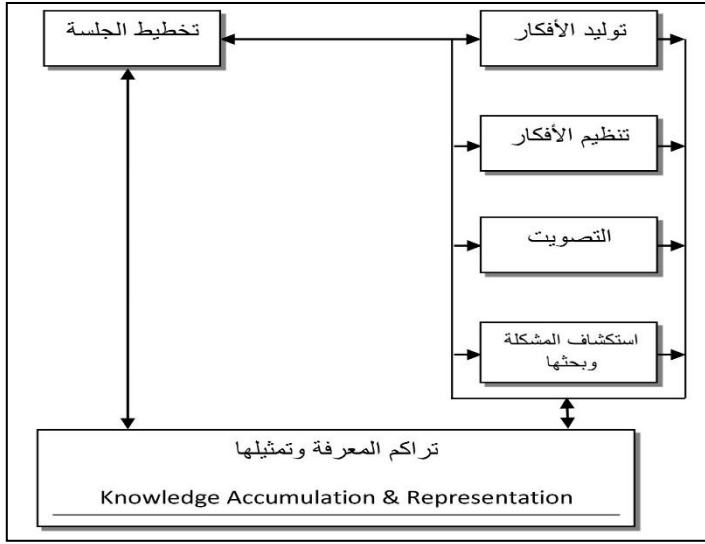 تخطيط الجلسة
توليد الأفكار
تنظيم الأفكار
التصويت
استكشاف المشكلة
وبحثها
تراكم المعرفة وتمثيلها
Knowledge Accumulation & Representation